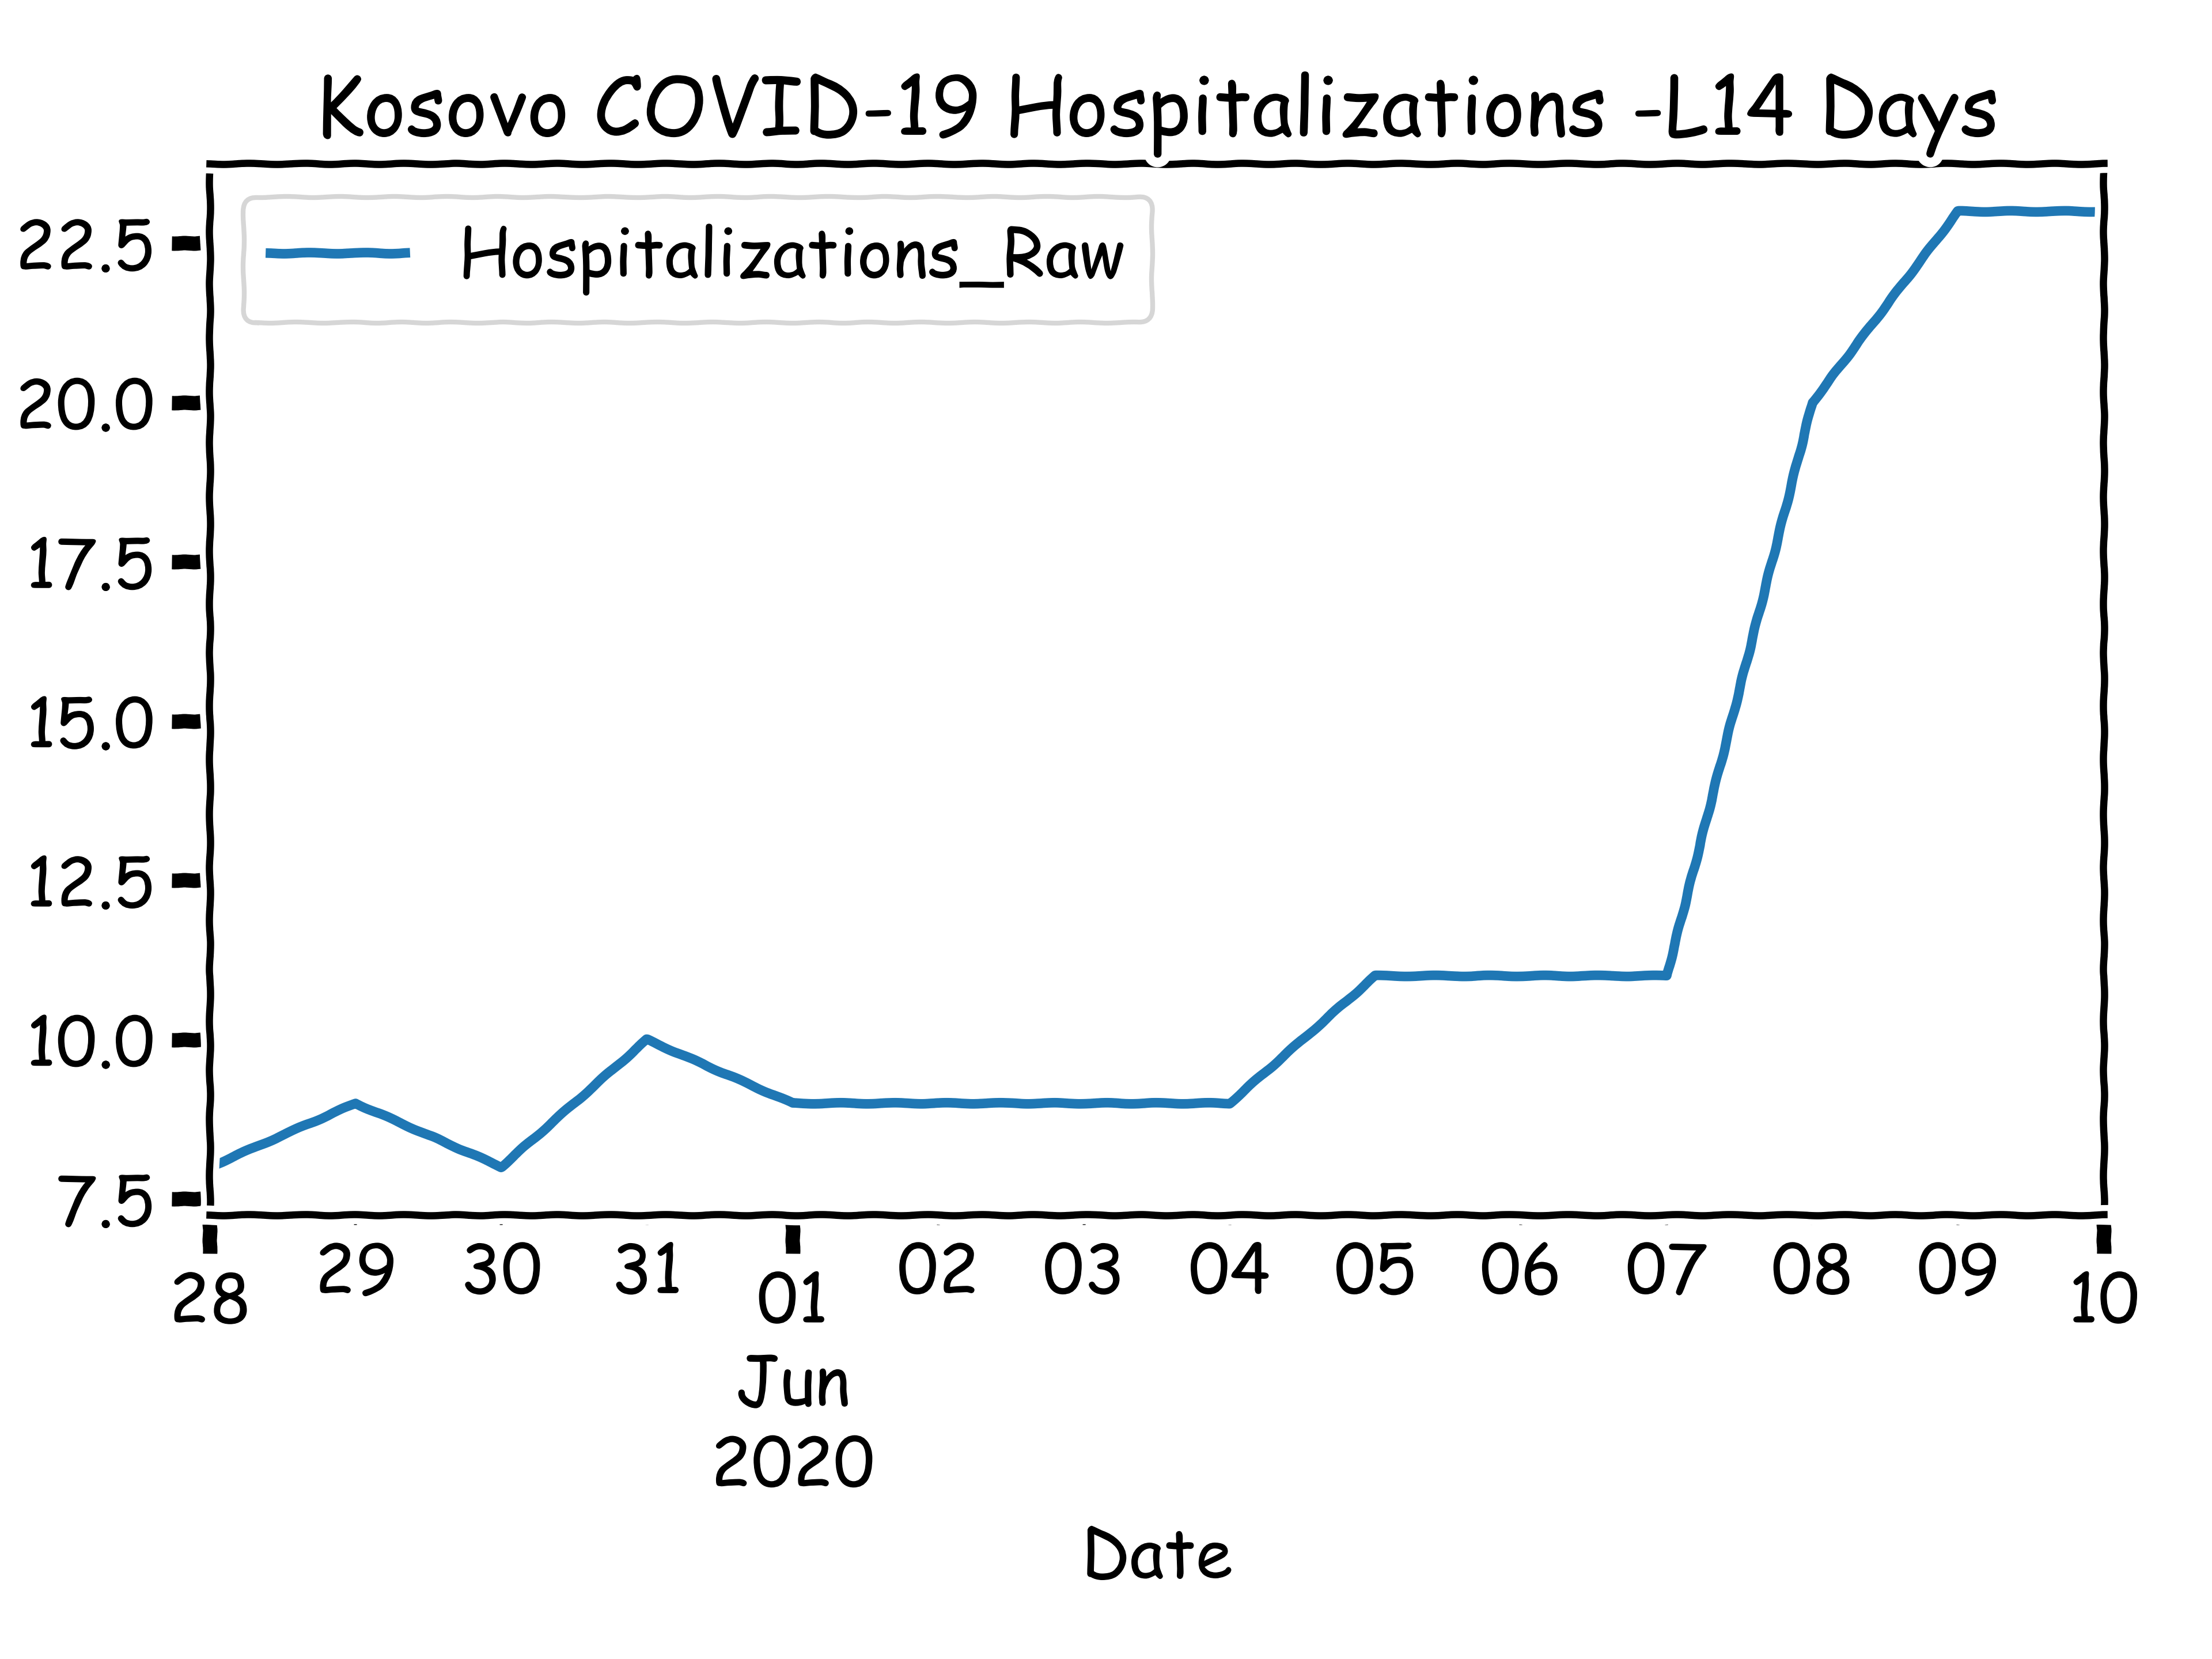 Kosovo COVID-19 Hospitalizations -L14 Days
Hospitalizations_Raw
22.5
20.0
17.5
15.0
12.5
10.0
7.5
28 29 30 31 01 02 03 04 05 06 07 08 09 10
Jun
2020
Date